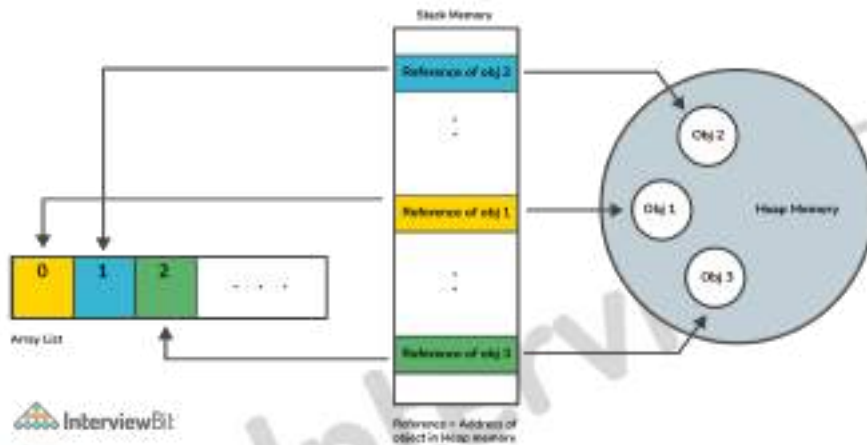 Stack Memory
Reference of obj 2
Obj 2
Reference of obj 1
Obj 1
Heap Memory
0 1 2 . . .
Obj 3
Array List
Reference of obj 3
InterviewBit
Reference = Address of
object in Heap memory